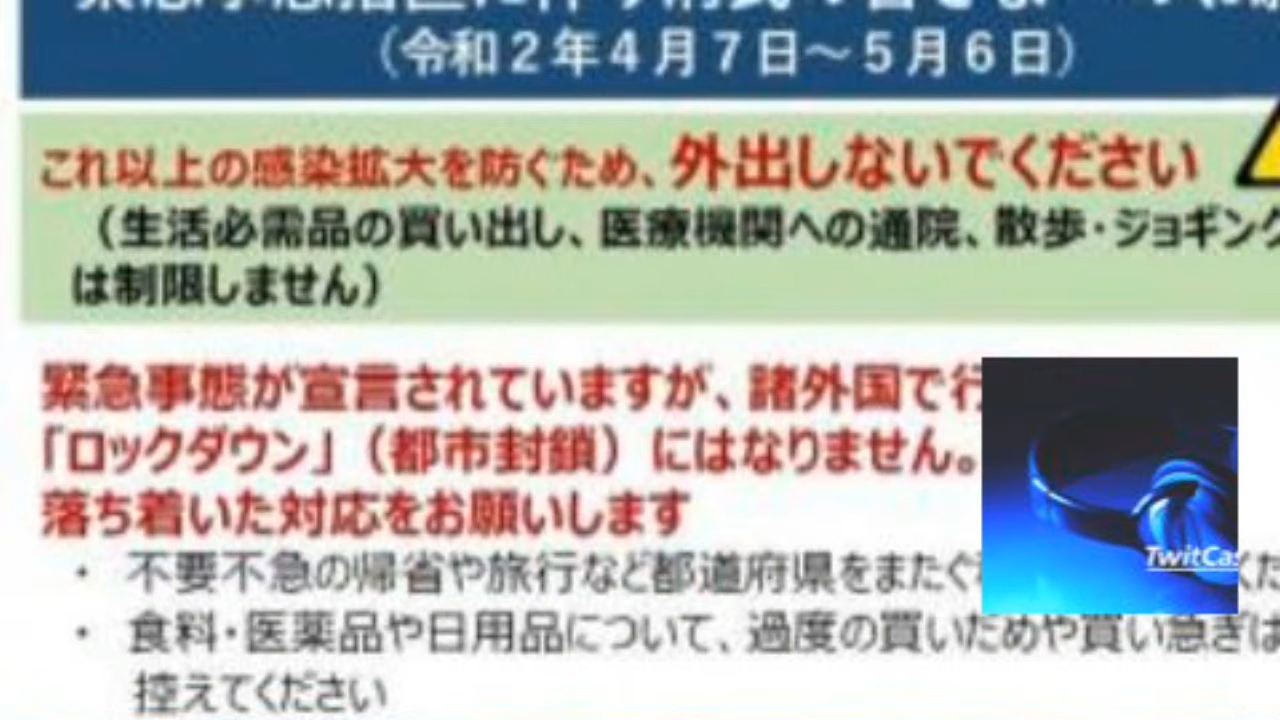 （令和２年４月７日～５月６日）
これ以上の感染拡大を防ぐため、外出しないでください
（生活必需品の買い出し、医療機関への通院、散歩・ジョギング
は制限しません）
緊急事態が宣言されていますが、諸外国で行
「ロックダウン」（都市封鎖）にはなりません。
落ち着いた対応をお願いします
・ 不要不急の帰省や旅行など都道府県をまたぐ
・ 食料・医薬品や日用品について、過度の買いだめや買い急ぎは
控えてください
TwitCas